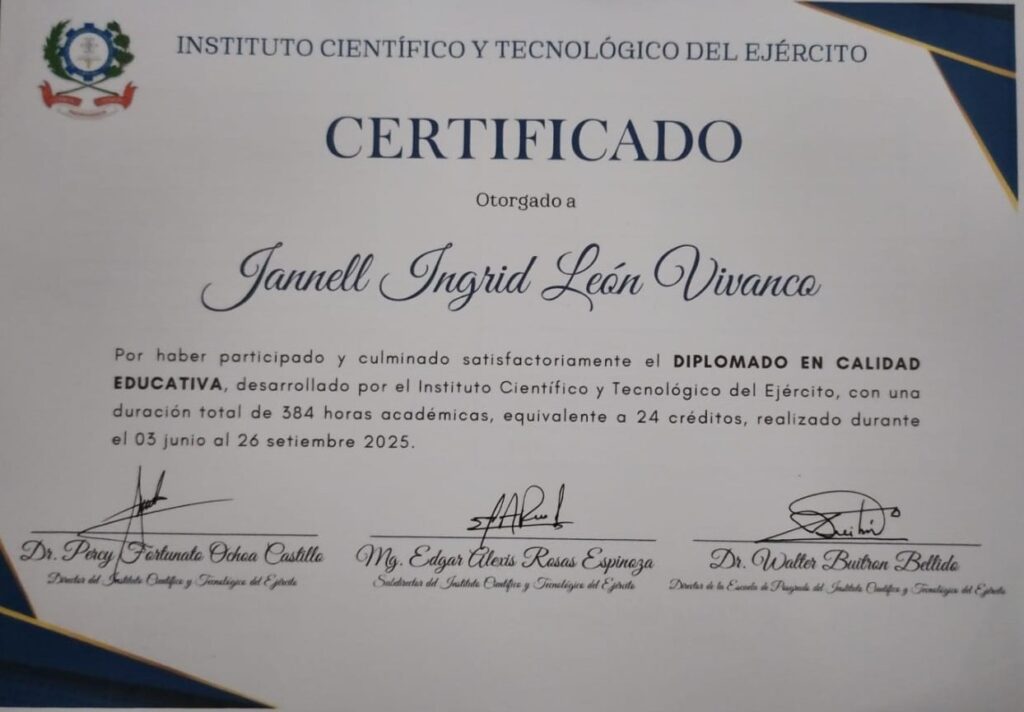 INSTITUTO CIENTÍFICO Y TECNOLÓGICO DEL EJÉRCITO
CERTIFICADO
Otorgado a
Jannell Ingrid León Vivanco
Por haber participado y culminado satisfactoriamente el DIPLOMADO EN CALIDAD
EDUCATIVA, desarrollado por el Instituto Científico y Tecnológico del Ejército, con una
duración total de 384 horas académicas, equivalente a 24 créditos, realizado durante
el 03 junio al 26 setiembre 2025.
Dr. Percy Fortunato Ochoa Castillo
Director del Instituto Científico y Tecnológico del Ejército
Mg. Edgar Alexis Rosas Espinoza
Subdirector del Instituto Científico y Tecnológico del Ejército
Dr. Walter Buitron Bellido
Director de la Escuela de Posgrado del Instituto Científico y Tecnológico del Ejército